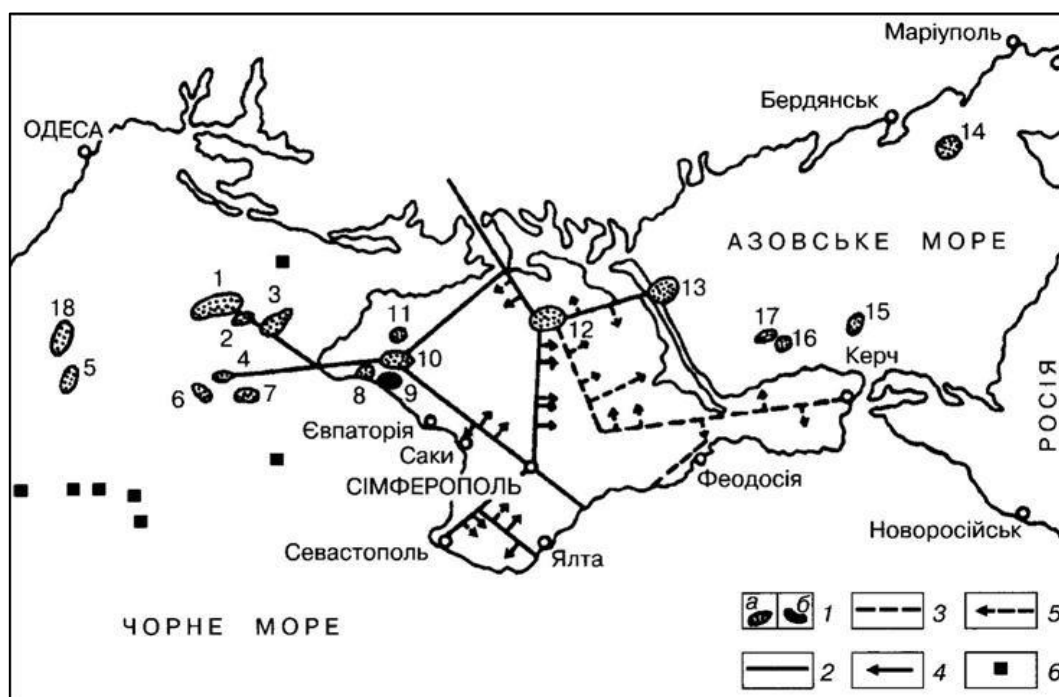 Маріуполь
Бердянськ
ОДЕСА
14
АЗОВСЬКЕ МОРЕ
1
3
13
18
2
11
12
17
15
16
10
4
Керч
5
6
7
8
9
РОСІЯ
Євпаторія
Саки
СІМФЕРОПОЛЬ
Феодосія
Новоросійськ
Севастополь
Ялта
ЧОРНЕ МОРЕ
а б 1 3 5
2 4 6